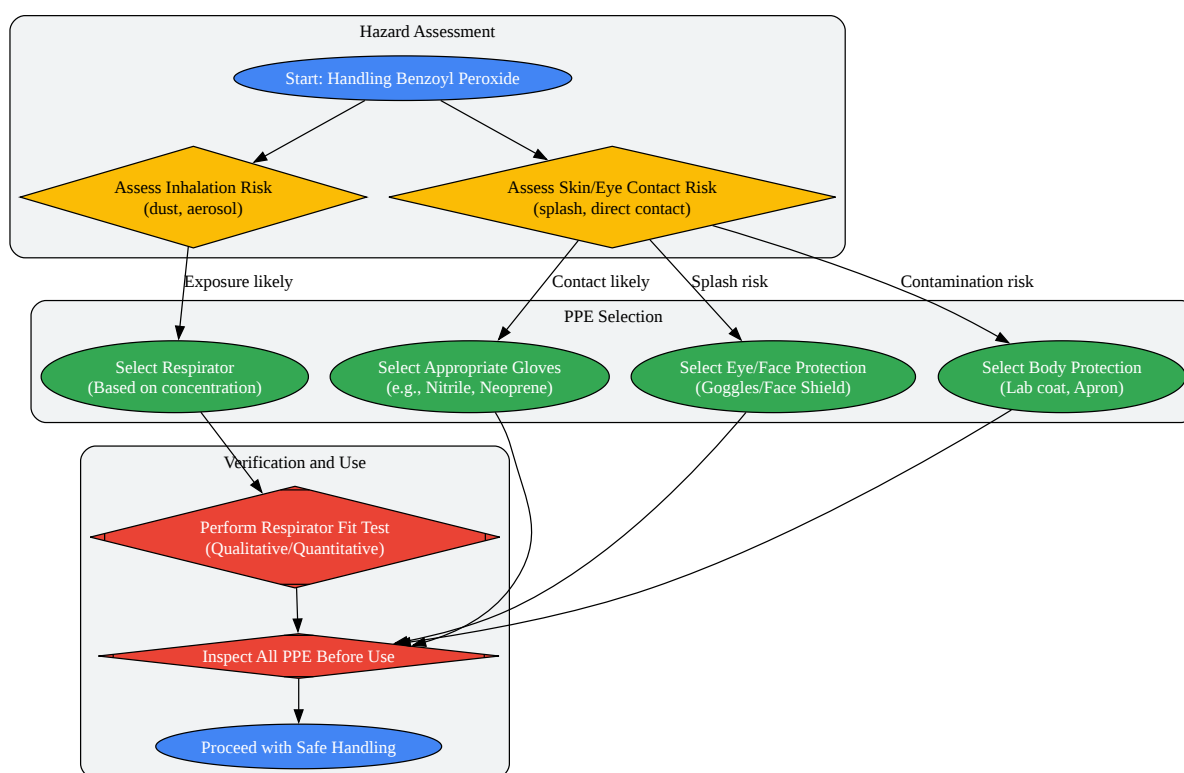 Hazard Assessment
Start: Handling Benzoyl Peroxide
Assess Inhalation Risk
(dust, aerosol)
Assess Skin/Eye Contact Risk
(splash, direct contact)
Exposure likely
Contact likely
Splash risk
Contamination risk
PPE Selection
Select Respirator
(Based on concentration)
Select Appropriate Gloves
(e.g., Nitrile, Neoprene)
Select Eye/Face Protection
(Goggles/Face Shield)
Select Body Protection
(Lab coat, Apron)
Verification and Use
Perform Respirator Fit Test
(Qualitative/Quantitative)
Inspect All PPE Before Use
Proceed with Safe Handling